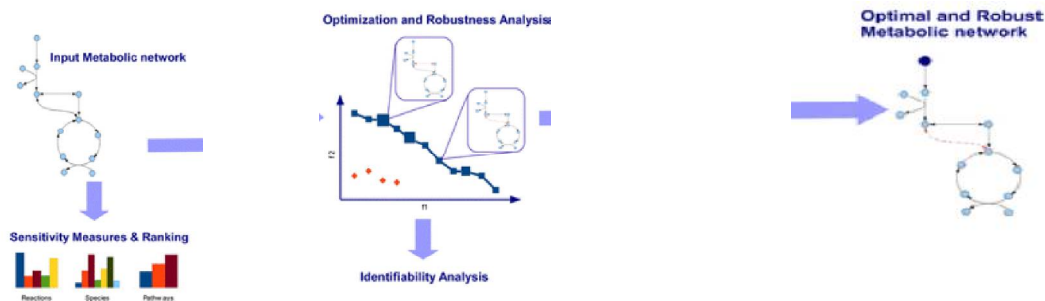 Input Metabolic network
Sensitivity Measures & Ranking
Reactions
Species
Pathways
Optimization and Robustness Analysis
f2
f1
Identifiability Analysis
Optimal and Robust
Metabolic network